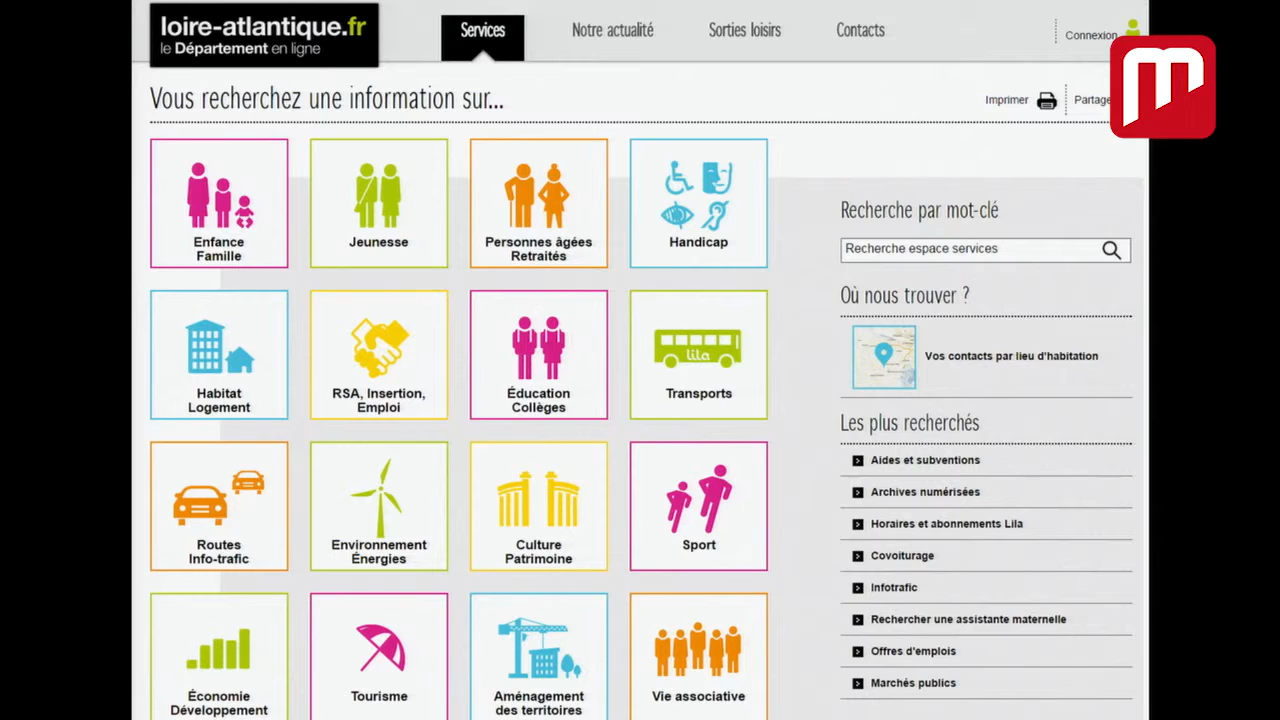 loire-atlantique.fr
le Département en ligne
Services
Notre actualité
Sorties loisirs
Contacts
Connexion
Vous recherchez une information sur...
Imprimer
Enfance
Famille
Jeunesse
Personnes âgées
Retraités
Handicap
Habitat
Logement
RSA, Insertion,
Emploi
Éducation
Collèges
lila
Transports
Routes
Info-trafic
Environnement
Énergies
Culture
Patrimoine
Sport
Économie
Développement
Tourisme
Aménagement
des territoires
Vie associative
Recherche par mot-clé
Recherche espace services
Où nous trouver ?
Vos contacts par lieu d'habitation
Les plus recherchés
Aides et subventions
Archives numérisées
Horaires et abonnements Lila
Covoiturage
Infotrafic
Rechercher une assistante maternelle
Offres d'emplois
Marchés publics